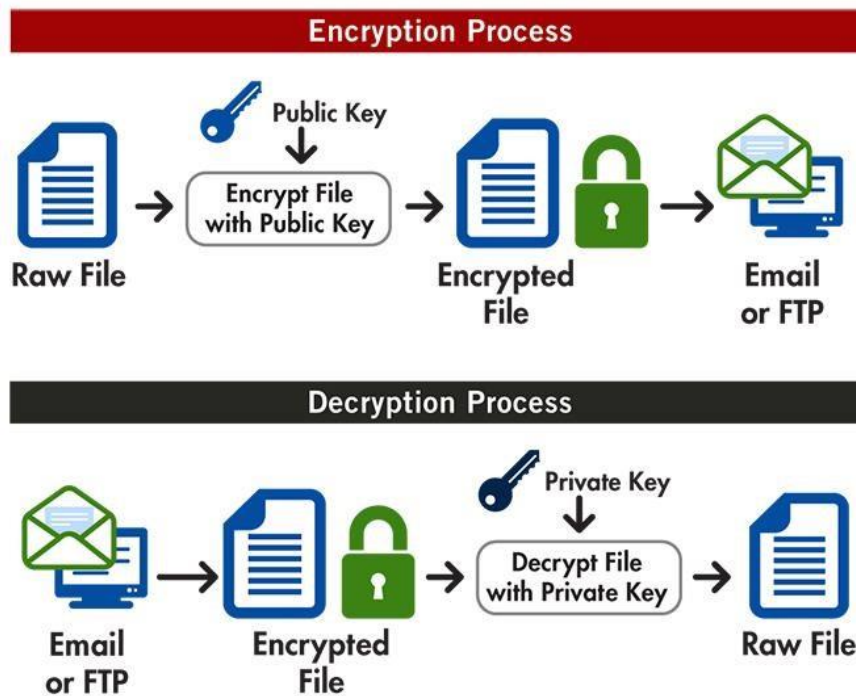 Encryption Process
Public Key
Encrypt File
with Public Key
Raw File
Encrypted
File
Email
or FTP
Decryption Process
Private Key
Decrypt File
with Private Key
Email
or FTP
Encrypted
File
Raw File